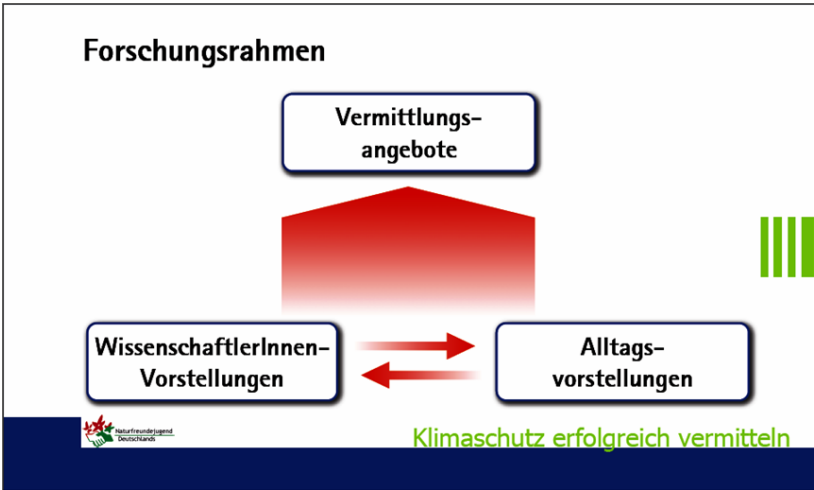 Forschungsrahmen
Vermittlungs-
angebote
WissenschaftlerInnen-
Vorstellungen
Alltags-
vorstellungen
Naturfreundejugend
Deutschlands
Klimaschutz erfolgreich vermitteln